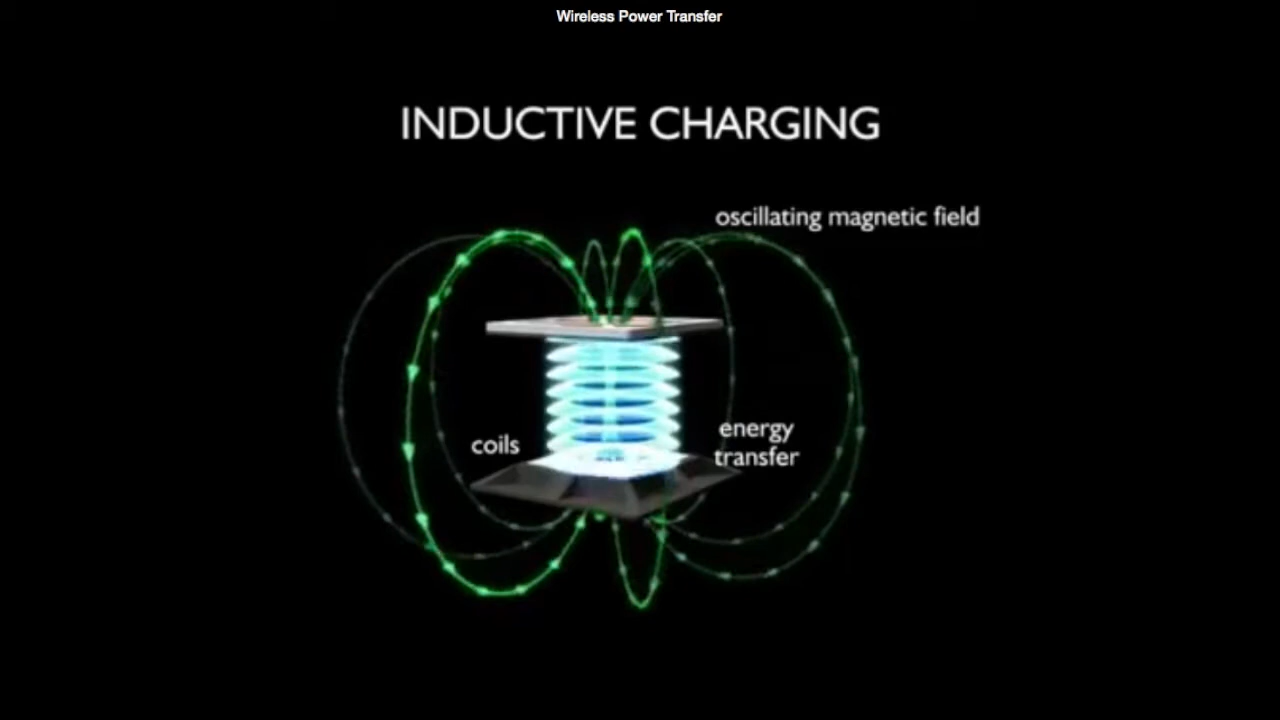 Wireless Power Transfer
INDUCTIVE CHARGING
oscillating magnetic field
coils
energy
transfer